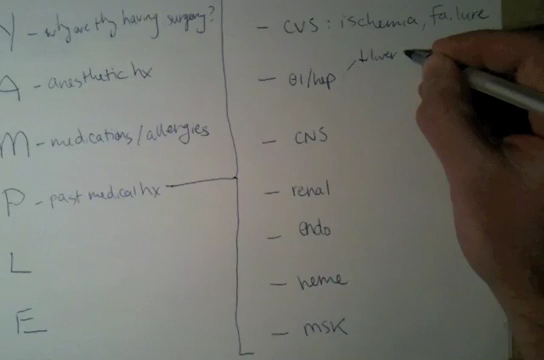 Y - why are they having surgery?
A - anesthetic hx
M - medications/allergies
P - past medical hx
L
E
- CVS: ischemia, failure
- GI/hep
liver
- CNS
- renal
- endo
- heme
- MSK